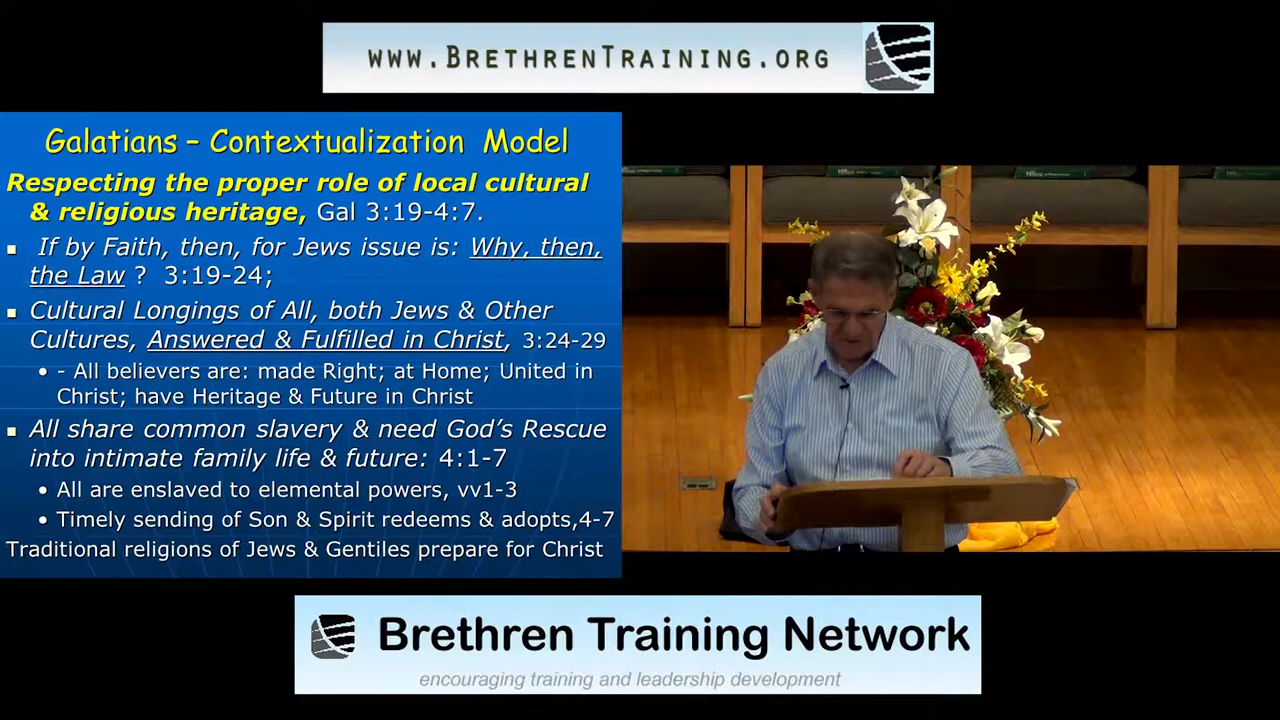 www.BrethrenTraining.org
Galatians – Contextualization Model
Respecting the proper role of local cultural
& religious heritage, Gal 3:19-4:7.
If by Faith, then, for Jews issue is: Why, then,
the Law ? 3:19-24;
Cultural Longings of All, both Jews & Other
Cultures, Answered & Fulfilled in Christ, 3:24-29
• - All believers are: made Right; at Home; United in
Christ; have Heritage & Future in Christ
All share common slavery & need God's Rescue
into intimate family life & future: 4:1-7
• All are enslaved to elemental powers, vv1-3
• Timely sending of Son & Spirit redeems & adopts,4-7
Traditional religions of Jews & Gentiles prepare for Christ
Brethren Training Network
encouraging training and leadership development